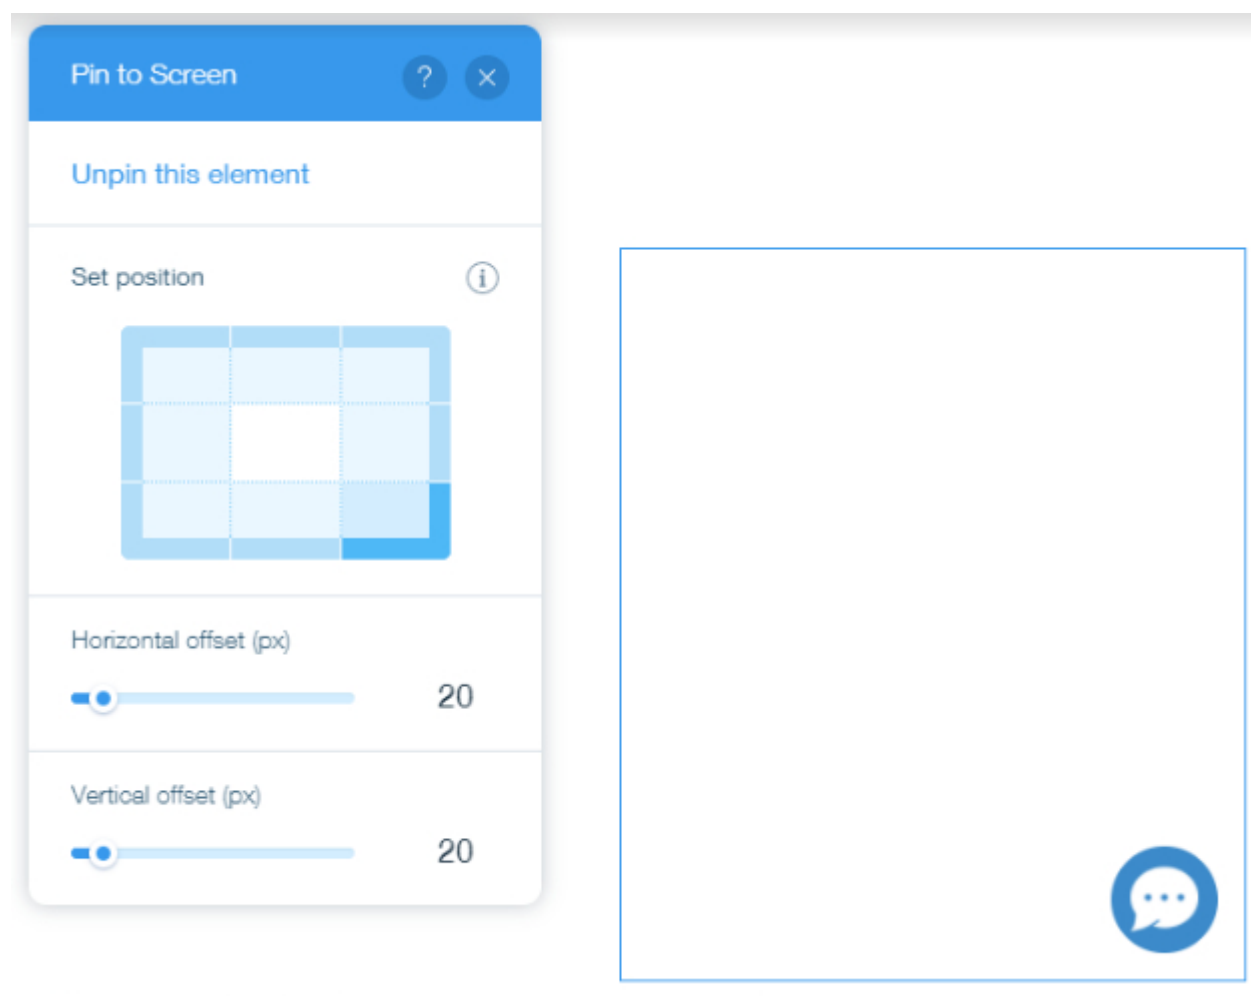 Pin to Screen ? ×
Unpin this element
Set position i
Horizontal offset (px)
20
Vertical offset (px)
20